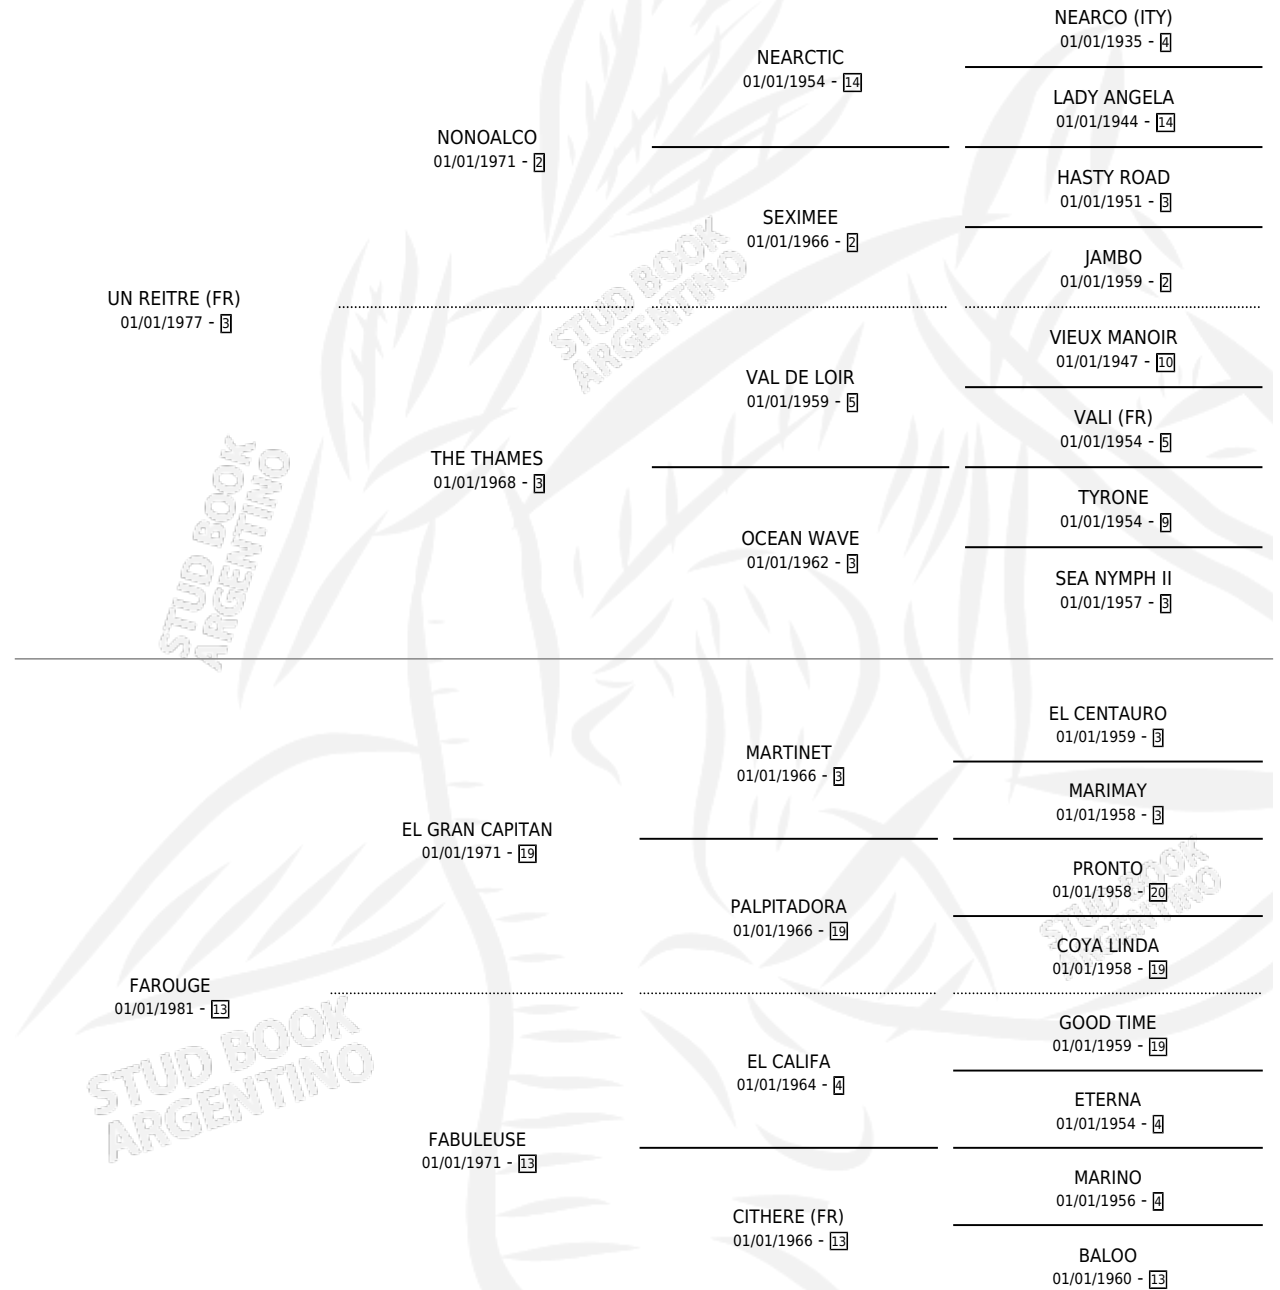 NEARCO (ITY)
01/01/1935 - 4
NEARCTIC
01/01/1954 - 14
LADY ANGELA
01/01/1944 - 14
NONOALCO
01/01/1971 - 2
HASTY ROAD
01/01/1951 - 3
SEXIMEE
01/01/1966 - 2
JAMBO
01/01/1959 - 2
UN REITRE (FR)
01/01/1977 - 3
VIEUX MANOIR
01/01/1947 - 10
VAL DE LOIR
01/01/1959 - 5
VALI (FR)
01/01/1954 - 5
THE THAMES
01/01/1968 - 3
TYRONE
01/01/1954 - 9
OCEAN WAVE
01/01/1962 - 3
SEA NYMPH II
01/01/1957 - 3
EL CENTAURO
01/01/1959 - 3
MARTINET
01/01/1966 - 3
MARIMAY
01/01/1958 - 3
EL GRAN CAPITAN
01/01/1971 - 19
PRONTO
01/01/1958 - 20
PALPITADORA
01/01/1966 - 19
COYA LINDA
01/01/1958 - 19
FAROUGE
01/01/1981 - 13
GOOD TIME
01/01/1959 - 19
EL CALIFA
01/01/1964 - 4
ETERNA
01/01/1954 - 4
FABULEUSE
01/01/1971 - 13
MARINO
01/01/1956 - 4
CITHERE (FR)
01/01/1966 - 13
BALOO
01/01/1960 - 13
STUD BOOK
ARGENTINO
STUD BOOK
ARGENTINO
STUD BOOK
ARGENTINO
STUD BOOK
ARGENTINO